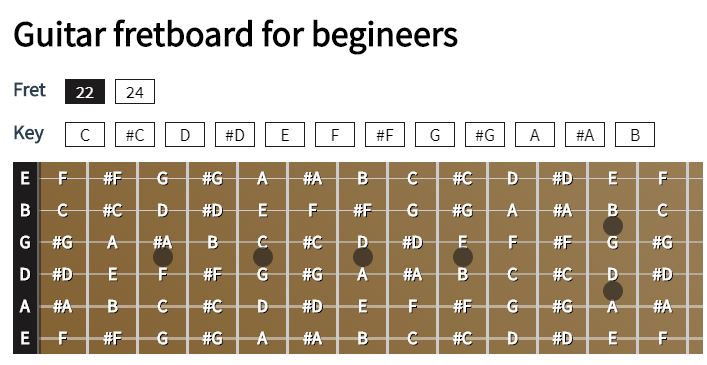 Guitar fretboard for begineers
Fret 22 24
Key C #C D #D E F #F G #G A #A B
E F #F G #G A #A B C #C D #D E F
B C #C D #D E F #F G #G A #A B C
G #G A #A B C #C D #D E F #F G #G
D #D E F #F G #G A #A B C #C D #D
A #A B C #C D #D E F #F G #G A #A
E F #F G #G A #A B C #C D #D E F